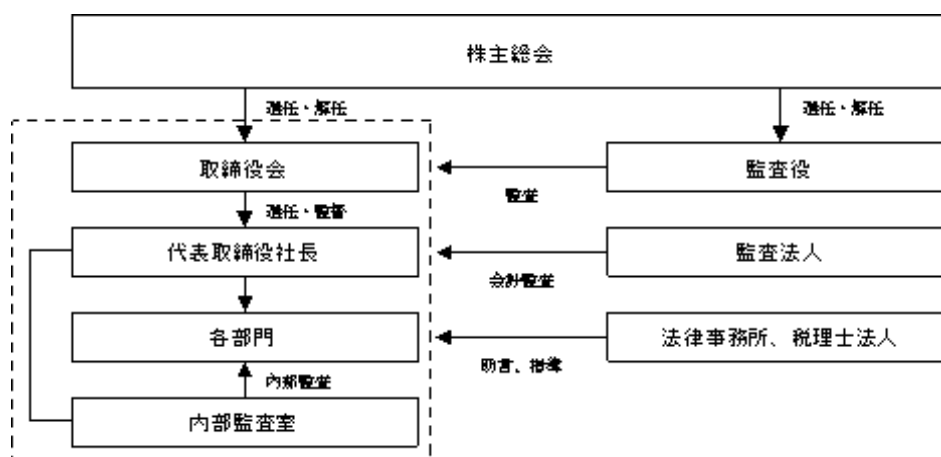 株主総会
選任・解任
選任・解任
取締役会
監査役
監査
選任・監督
代表取締役社長
監査法人
会計監査
各部門
法律事務所、税理士法人
助言、指導
内部監査
内部監査室